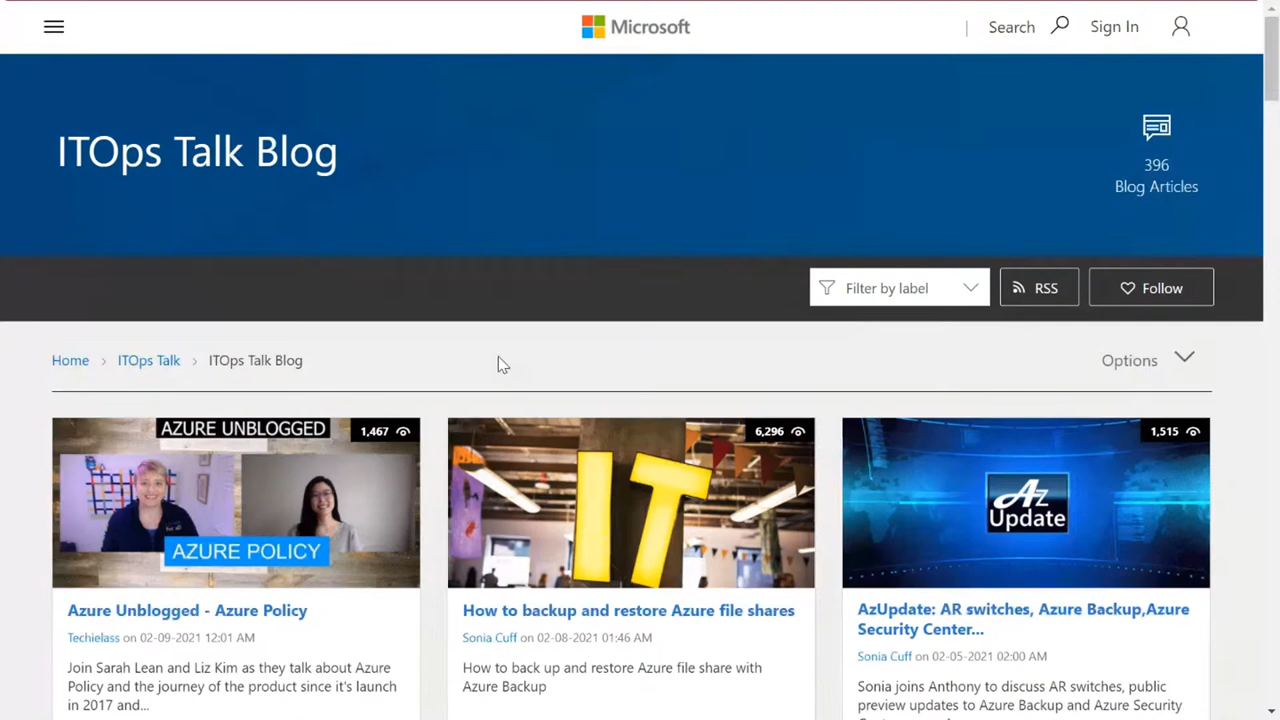 Microsoft
Search
Sign In
ITOps Talk Blog
396
Blog Articles
Filter by label
RSS
Follow
Home > ITOps Talk > ITOps Talk Blog
Options
AZURE UNBLOGGED
1,467
AZURE POLICY
Azure Unblogged - Azure Policy
Techielass on 02-09-2021 12:01 AM
Join Sarah Lean and Liz Kim as they talk about Azure
Policy and the journey of the product since it's launch
in 2017 and...
6,296
IT
How to backup and restore Azure file shares
Sonia Cuff on 02-08-2021 01:46 AM
How to back up and restore Azure file share with
Azure Backup
1,515
Az
Update
AzUpdate: AR switches, Azure Backup,Azure
Security Center...
Sonia Cuff on 02-05-2021 02:00 AM
Sonia joins Anthony to discuss AR switches, public
preview updates to Azure Backup and Azure Security